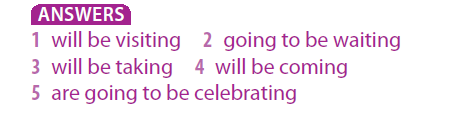 ANSWERS
1 will be visiting 2 going to be waiting
3 will be taking 4 will be coming
5 are going to be celebrating